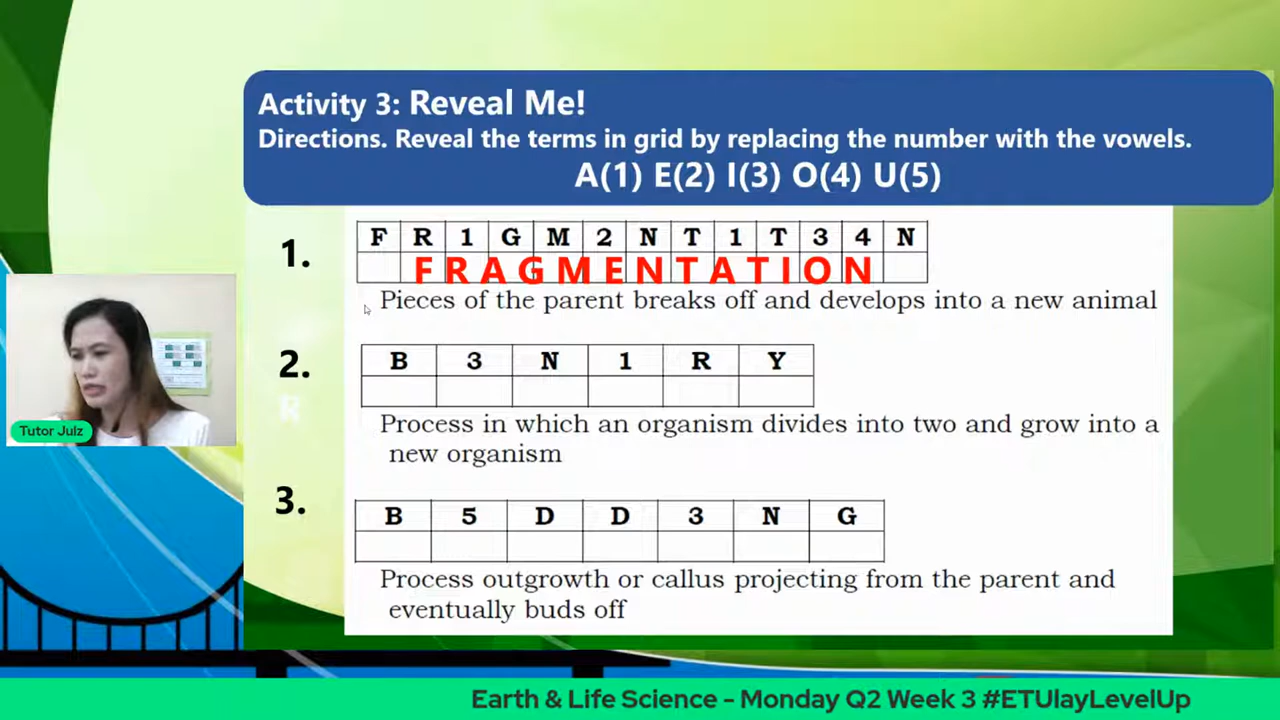 Activity 3: Reveal Me!
Directions. Reveal the terms in grid by replacing the number with the vowels.
A(1) E(2) I(3) O(4) U(5)
1.
F R 1 G M 2 N T 1 T 3 4 N
F R A G M E N T A T I O N
Pieces of the parent breaks off and develops into a new animal
2.
B 3 N 1 R Y
R
Process in which an organism divides into two and grow into a
new organism
3.
B 5 D D 3 N G
Process outgrowth or callus projecting from the parent and
eventually buds off
Tutor Julz
Earth & Life Science - Monday Q2 Week 3 #ETUlayLevelUp